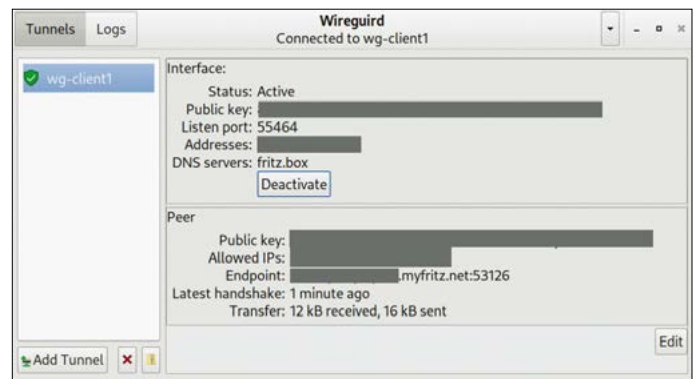 Tunnels Logs
Wireguird
Connected to wg-client1
wg-client1
Interface:
Status: Active
Public key:
Listen port: 55464
Addresses:
DNS servers: fritz.box
Deactivate
Peer
Public key:
Allowed IPs:
Endpoint: .myfritz.net:53126
Latest handshake: 1 minute ago
Transfer: 12 kB received, 16 kB sent
Edit
Add Tunnel